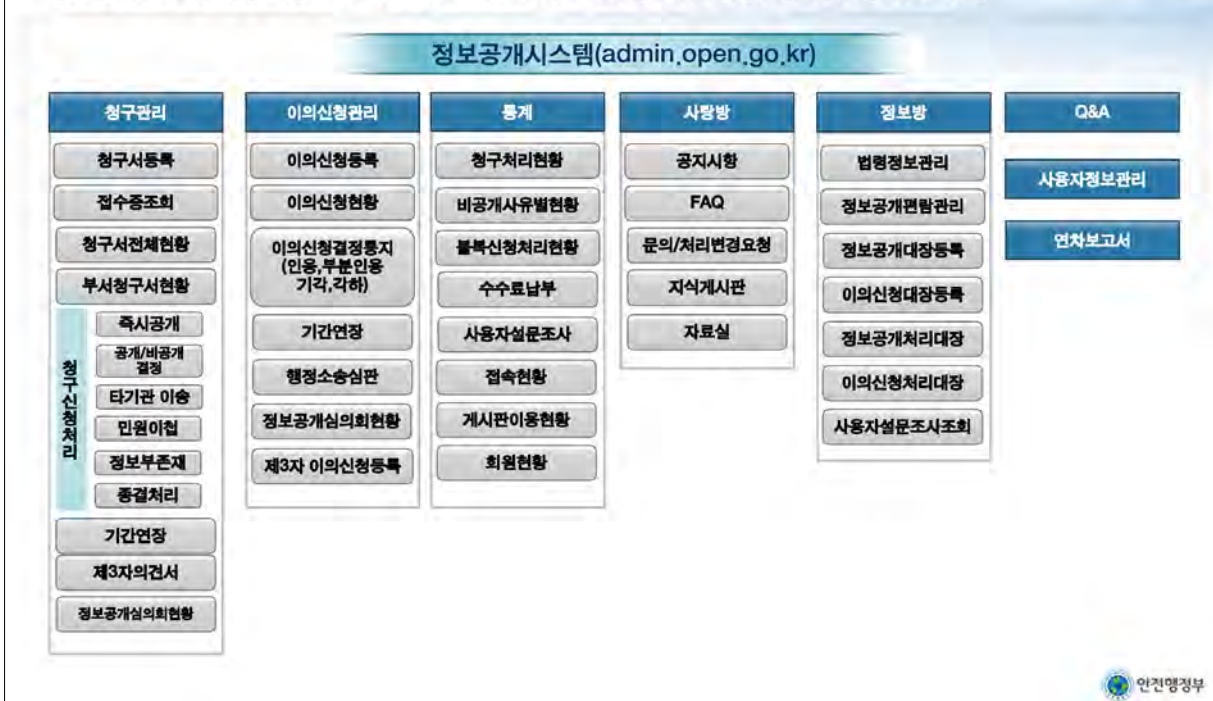 정보공개시스템(admin.open.go.kr)
청구관리
청구서등록
접수증조회
청구서전체현황
부서청구서현황
청구신청처리
즉시공개
공개/비공개
결정
타기관 이송
민원이첩
정보부존재
종결처리
기간연장
제3자의견서
정보공개심의회현황
이의신청관리
이의신청등록
이의신청현황
이의신청결정통지
(인용,부분인용
기각,각하)
기간연장
행정소송심판
정보공개심의회현황
제3자 이의신청등록
통계
청구처리현황
비공개사유별현황
불복신청처리현황
수수료납부
사용자설문조사
접속현황
게시판이용현황
회원현황
사랑방
공지사항
FAQ
문의/처리변경요청
지식게시판
자료실
정보방
법령정보관리
정보공개편람관리
정보공개대장등록
이의신청대장등록
정보공개처리대장
이의신청처리대장
사용자설문조사조회
Q&A
사용자정보관리
연차보고서
안전행정부